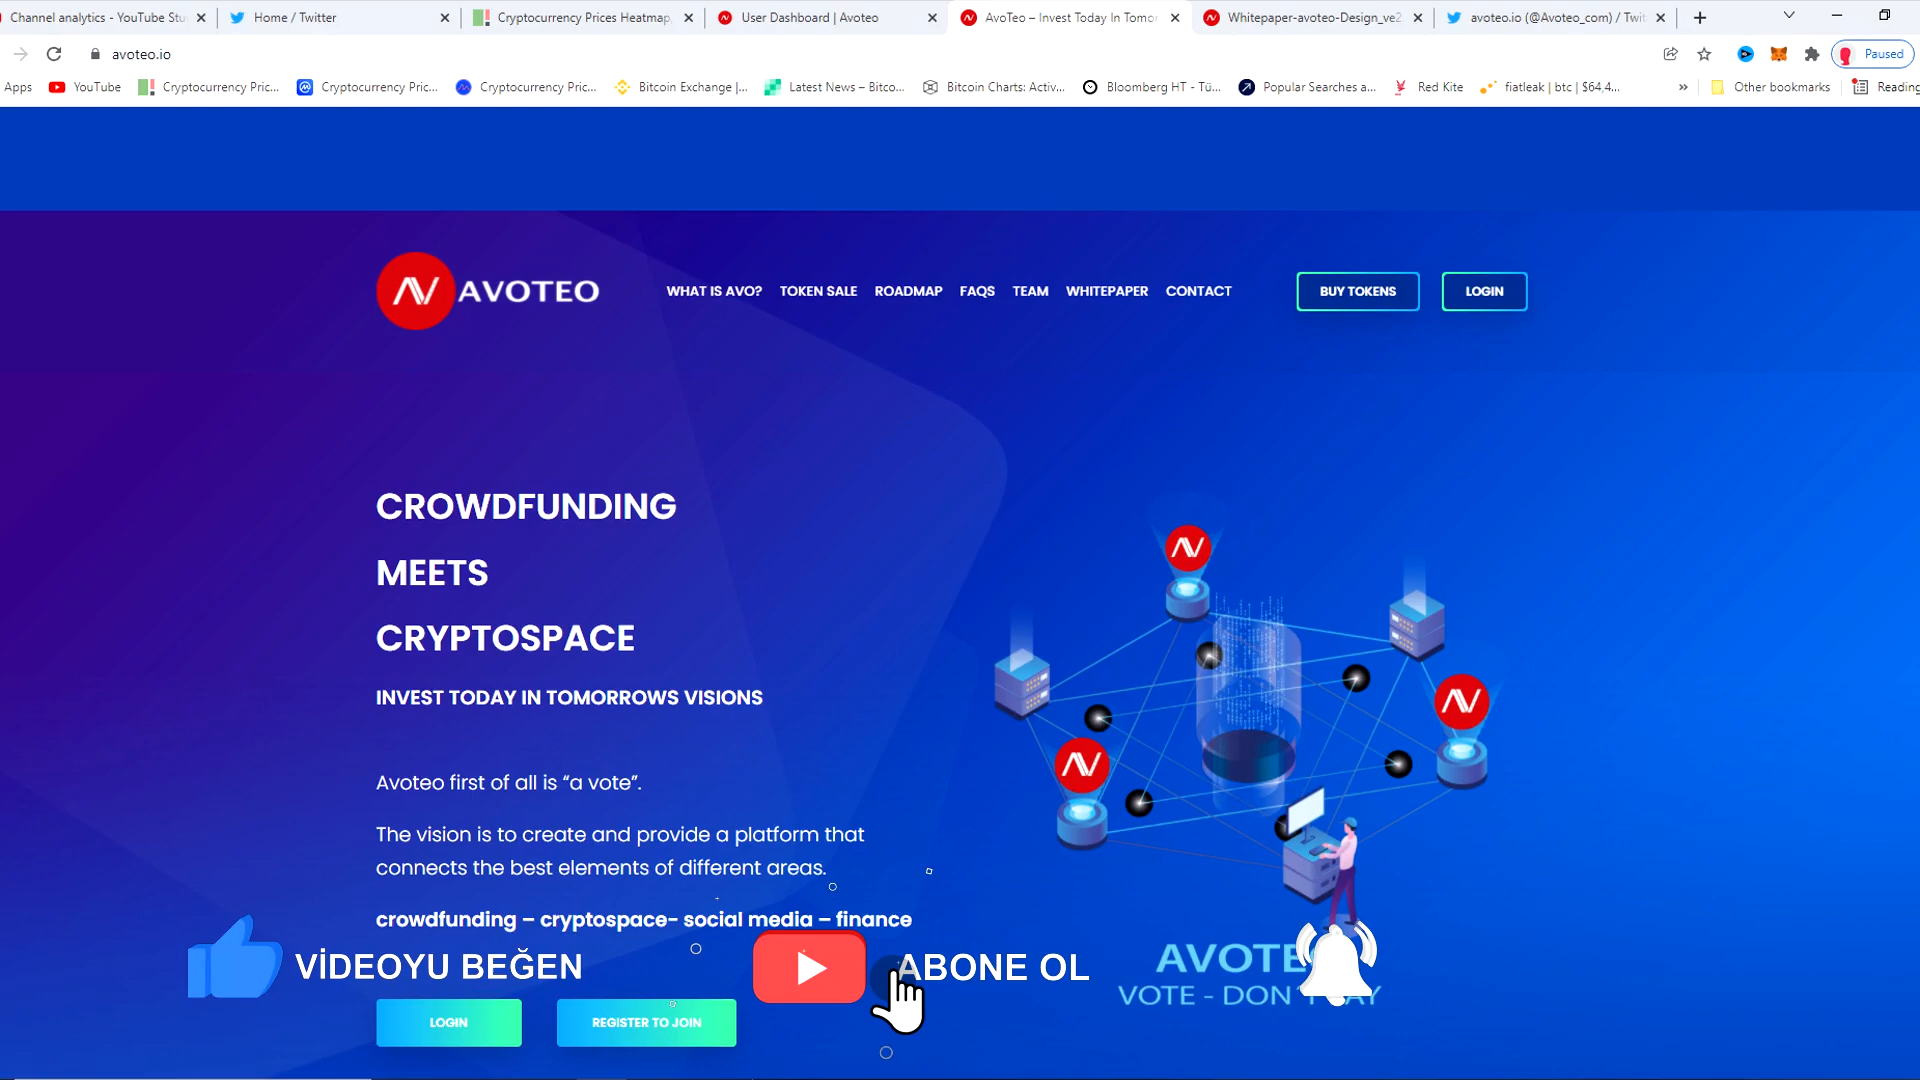 Channel analytics - YouTube Stu
Home / Twitter
Cryptocurrency Prices Heatmap,
User Dashboard | Avoteo
AvoTeo – Invest Today In Tomor
Whitepaper-avoteo-Design_ve2
avoteo.io (@Avoteo_com) / Twit
avoteo.io
Paused
Apps
YouTube
Cryptocurrency Pric...
Cryptocurrency Pric...
Cryptocurrency Pric...
Bitcoin Exchange |...
Latest News – Bitco...
Bitcoin Charts: Activ...
Bloomberg HT - Tü...
Popular Searches a...
Red Kite
fiatleak | btc | $64,4...
»
Other bookmarks
Reading
AVOTEO
WHAT IS AVO?
TOKEN SALE
ROADMAP
FAQS
TEAM
WHITEPAPER
CONTACT
BUY TOKENS
LOGIN
CROWDFUNDING
MEETS
CRYPTOSPACE
INVEST TODAY IN TOMORROWS VISIONS
Avoteo first of all is “a vote”.
The vision is to create and provide a platform that
connects the best elements of different areas.
crowdfunding – cryptospace- social media – finance
VİDEOYU BEĞEN
ABONE OL
AVOTE
VOTE - DON'T
LOGIN
REGISTER TO JOIN